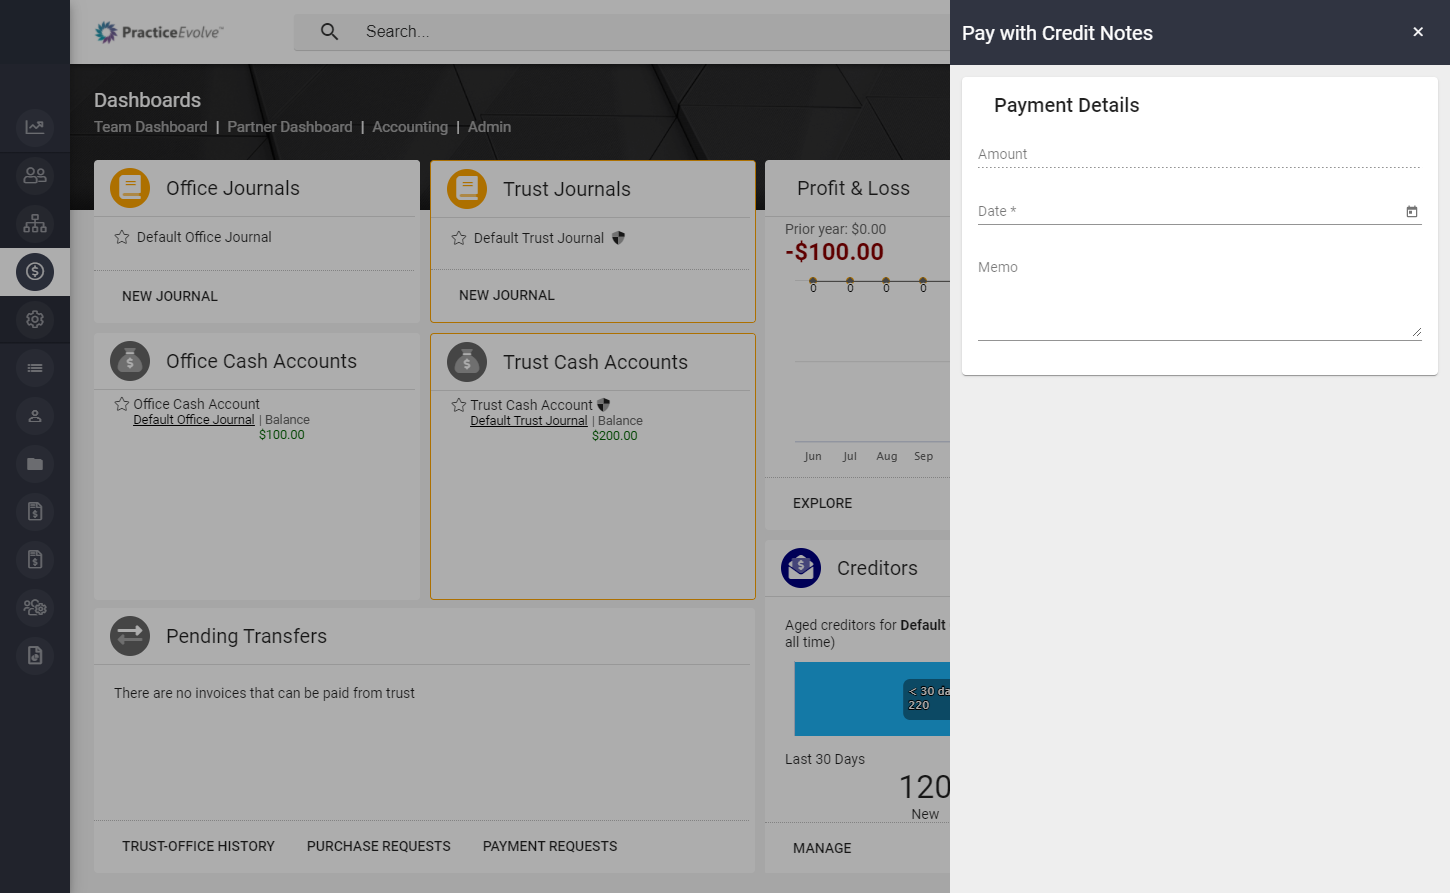 PracticeEvolve™
Search...
Pay with Credit Notes
×
Dashboards
Team Dashboard | Partner Dashboard | Accounting | Admin
Office Journals
Default Office Journal
NEW JOURNAL
Trust Journals
Default Trust Journal
NEW JOURNAL
Profit & Loss
Prior year: $0.00
-$100.00
0 0 0 0
Jun Jul Aug Sep
EXPLORE
Office Cash Accounts
Office Cash Account
Default Office Journal | Balance
$100.00
Trust Cash Accounts
Trust Cash Account
Default Trust Journal | Balance
$200.00
Pending Transfers
There are no invoices that can be paid from trust
TRUST-OFFICE HISTORY PURCHASE REQUESTS PAYMENT REQUESTS
Creditors
Aged creditors for Default
all time)
< 30 da
220
Last 30 Days
120
New
MANAGE
Payment Details
Amount
Date *
Memo